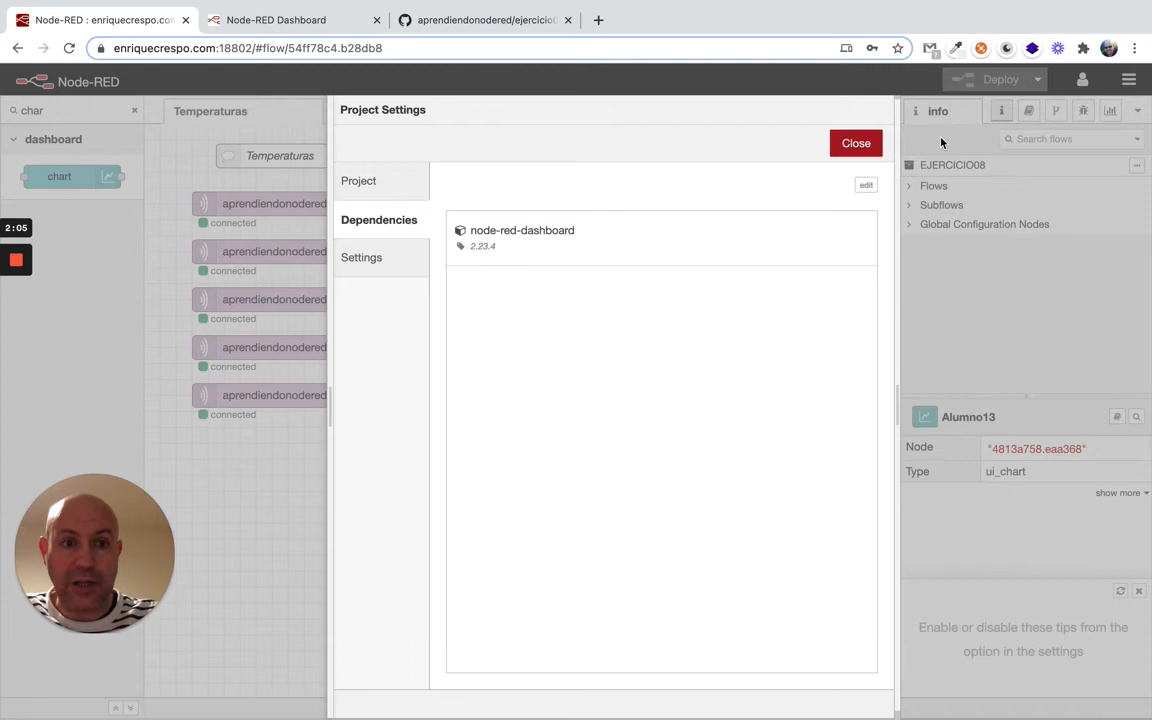 Node-RED : enriquecrespo.con
Node-RED Dashboard
aprendiendonodered/ejercicio0
enriquecrespo.com:18802/#flow/54ff78c4.b28db8
Node-RED
Deploy
char
Temperaturas
Project Settings
info
Close
Search flows
dashboard
Temperaturas
chart
Project
edit
EJERCICIO08
Flows
Subflows
Global Configuration Nodes
Dependencies
Settings
node-red-dashboard
2.23.4
aprendiendonodered
connected
aprendiendonodered
connected
aprendiendonodered
connected
aprendiendonodered
connected
aprendiendonodered
connected
2:05
Alumno13
Node "4813a758.eaa368"
Type ui_chart
show more
Enable or disable these tips from the
option in the settings